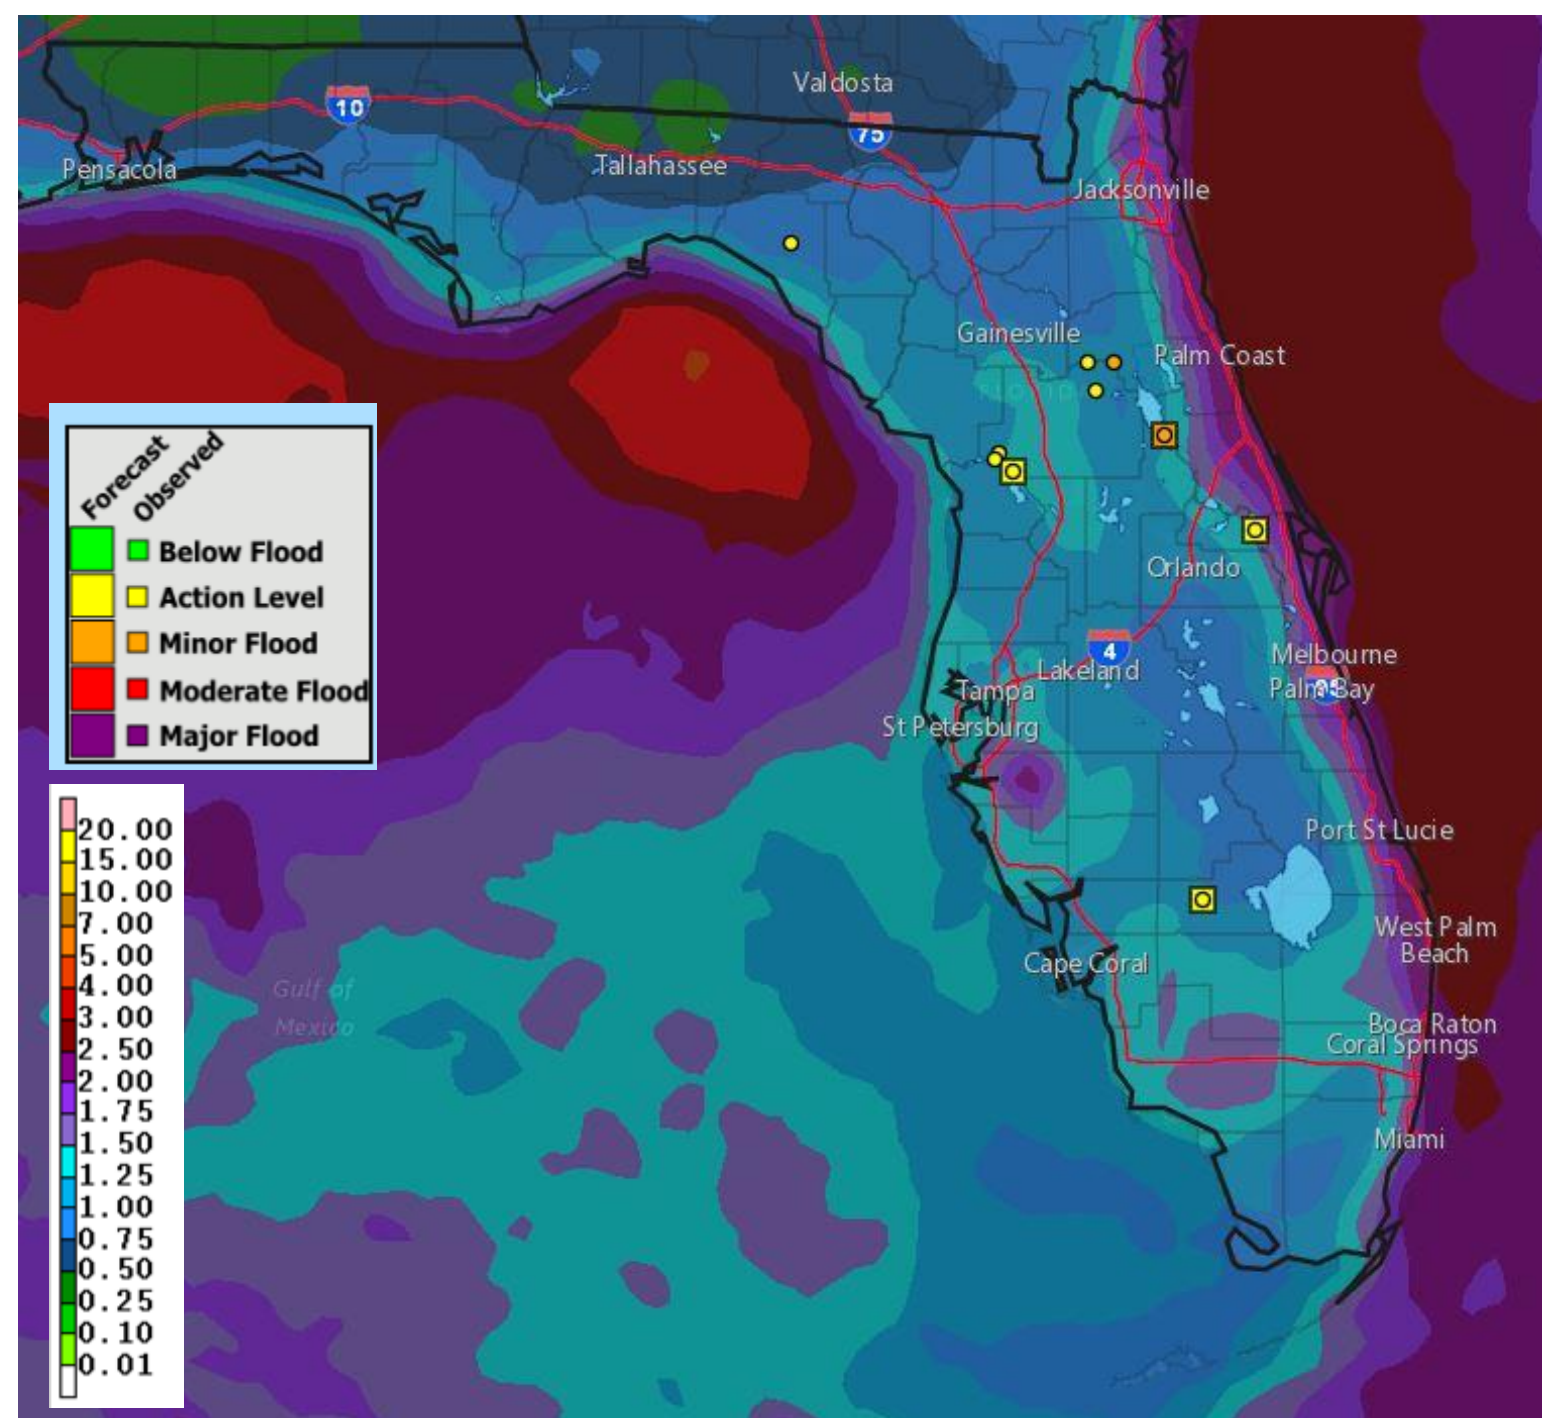 Valdosta
10
75
Tallahassee
Pensacola
Jacksonville
Gainesville
Palm Coast
Forecast
Observed
Below Flood
Action Level
Minor Flood
Moderate Flood
Major Flood
Orlando
4
Lakeland
Melbourne
Palm Bay
95
Tampa
St Petersburg
20.00
15.00
10.00
7.00
5.00
4.00
3.00
2.50
2.00
1.75
1.50
1.25
1.00
0.75
0.50
0.25
0.10
0.01
Port St Lucie
West Palm
Beach
Cape Coral
Gulf of
Mexico
Boca Raton
Coral Springs
Miami